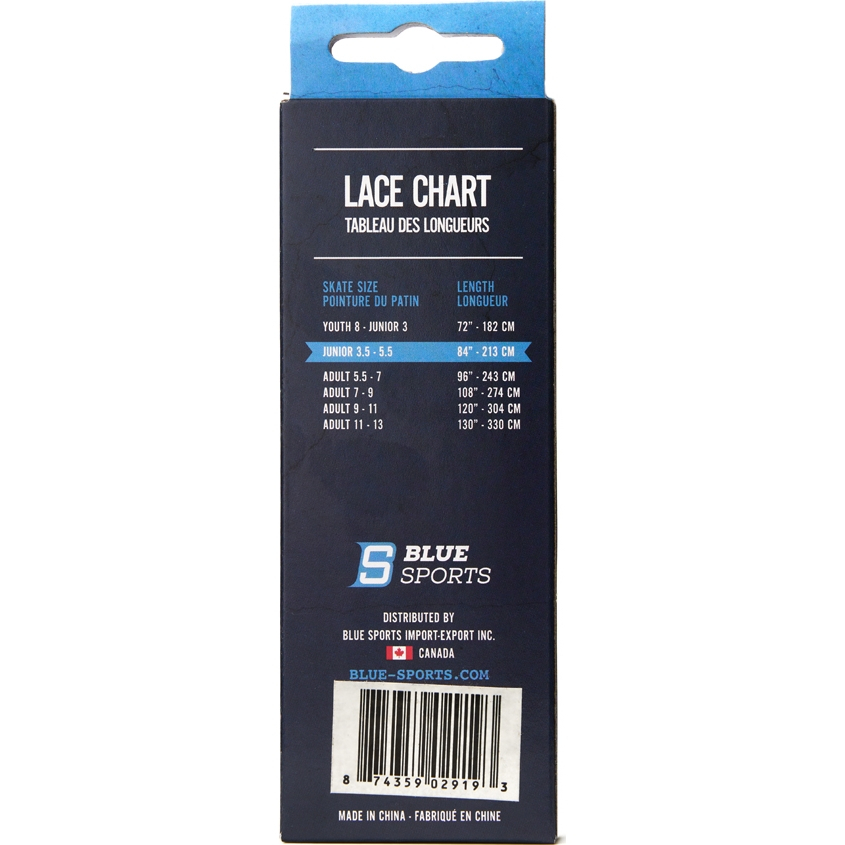 LACE CHART
TABLEAU DES LONGUEURS
SKATE SIZE LENGTH
POINTURE DU PATIN LONGUEUR
YOUTH 8 - JUNIOR 3 72" - 182 CM
JUNIOR 3.5 - 5.5 84" - 213 CM
ADULT 5.5 - 7 96" - 243 CM
ADULT 7 - 9 108" - 274 CM
ADULT 9 - 11 120" - 304 CM
ADULT 11 - 13 130" - 330 CM
BLUE
SPORTS
DISTRIBUTED BY
BLUE SPORTS IMPORT-EXPORT INC.
CANADA
BLUE-SPORTS.COM
8 74359 02919 3
MADE IN CHINA - FABRIQUÉ EN CHINE